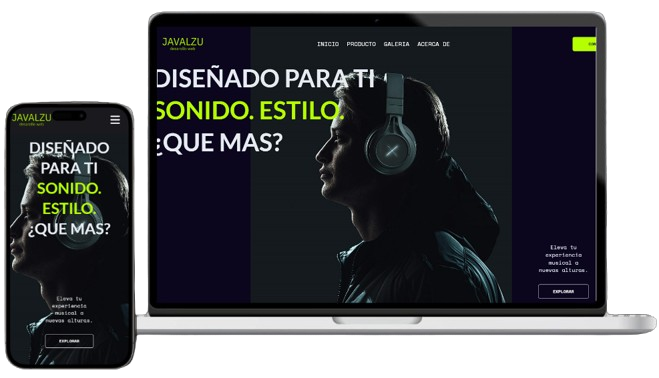 JAVALZU
desarrollo web
DISEÑADO
PARA TI
SONIDO.
ESTILO.
¿QUE MAS?
Eleva tu
experiencia
musical a
nuevas alturas.
EXPLORAR
JAVALZU
desarrollo web
INICIO PRODUCTO GALERIA ACERCA DE
DISEÑADO PARA TI
SONIDO. ESTILO.
¿QUE MAS?
Eleva tu
experiencia
musical a
nuevas alturas.
EXPLORAR